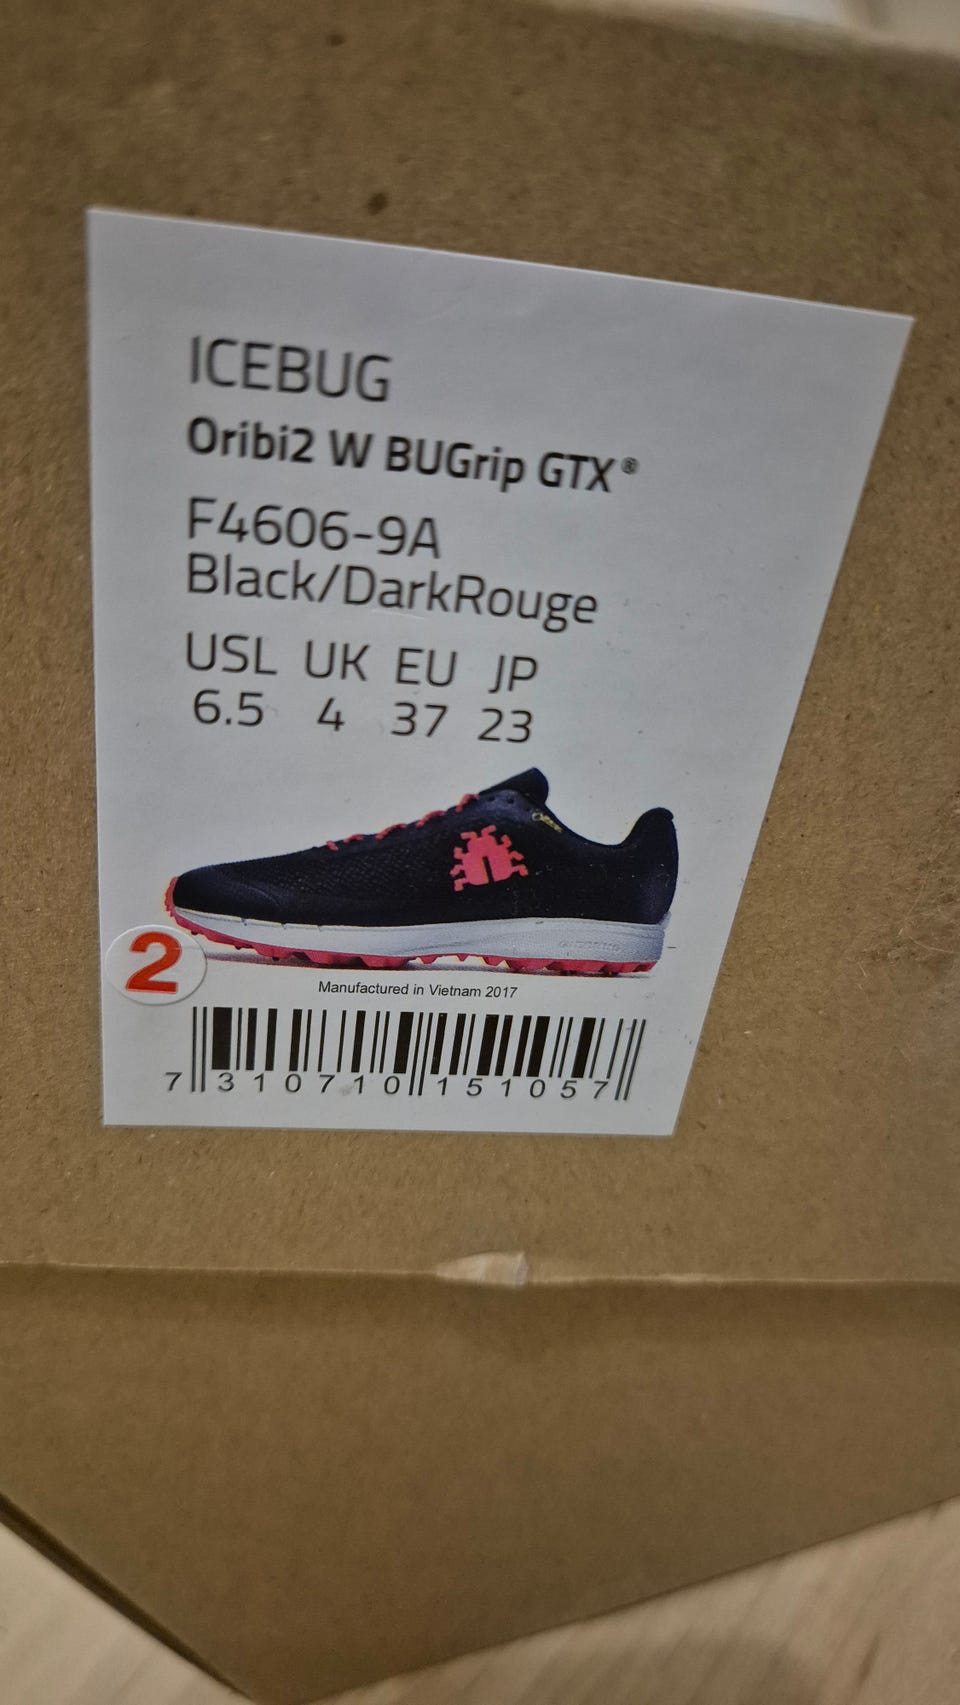 ICEBUG
Oribi2 W BUGrip GTX®
F4606-9A
Black/DarkRouge
USL UK EU JP
6.5 4 37 23
2
Manufactured in Vietnam 2017
7 310710 151057